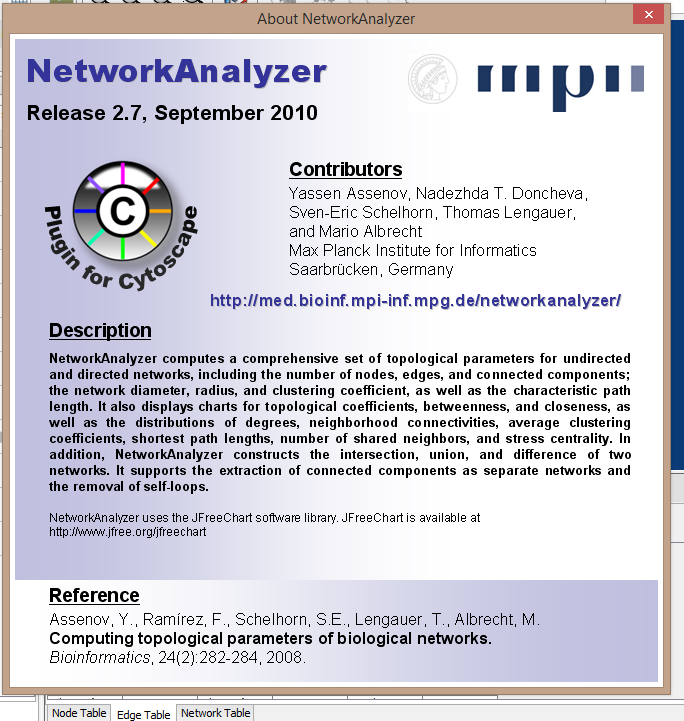 About NetworkAnalyzer
NetworkAnalyzer
mpii
Release 2.7, September 2010
C
Plugin for Cytoscape
Contributors
Yassen Assenov, Nadezhda T. Doncheva,
Sven-Eric Schelhorn, Thomas Lengauer,
and Mario Albrecht
Max Planck Institute for Informatics
Saarbrücken, Germany
http://med.bioinf.mpi-inf.mpg.de/networkanalyzer/
Description
NetworkAnalyzer computes a comprehensive set of topological parameters for undirected
and directed networks, including the number of nodes, edges, and connected components;
the network diameter, radius, and clustering coefficient, as well as the characteristic path
length. It also displays charts for topological coefficients, betweenness, and closeness, as
well as the distributions of degrees, neighborhood connectivities, average clustering
coefficients, shortest path lengths, number of shared neighbors, and stress centrality. In
addition, NetworkAnalyzer constructs the intersection, union, and difference of two
networks. It supports the extraction of connected components as separate networks and
the removal of self-loops.
NetworkAnalyzer uses the JFreeChart software library. JFreeChart is available at
http://www.jfree.org/jfreechart
Reference
Assenov, Y., Ramírez, F., Schelhorn, S.E., Lengauer, T., Albrecht, M.
Computing topological parameters of biological networks.
Bioinformatics, 24(2):282-284, 2008.
Node Table Edge Table Network Table